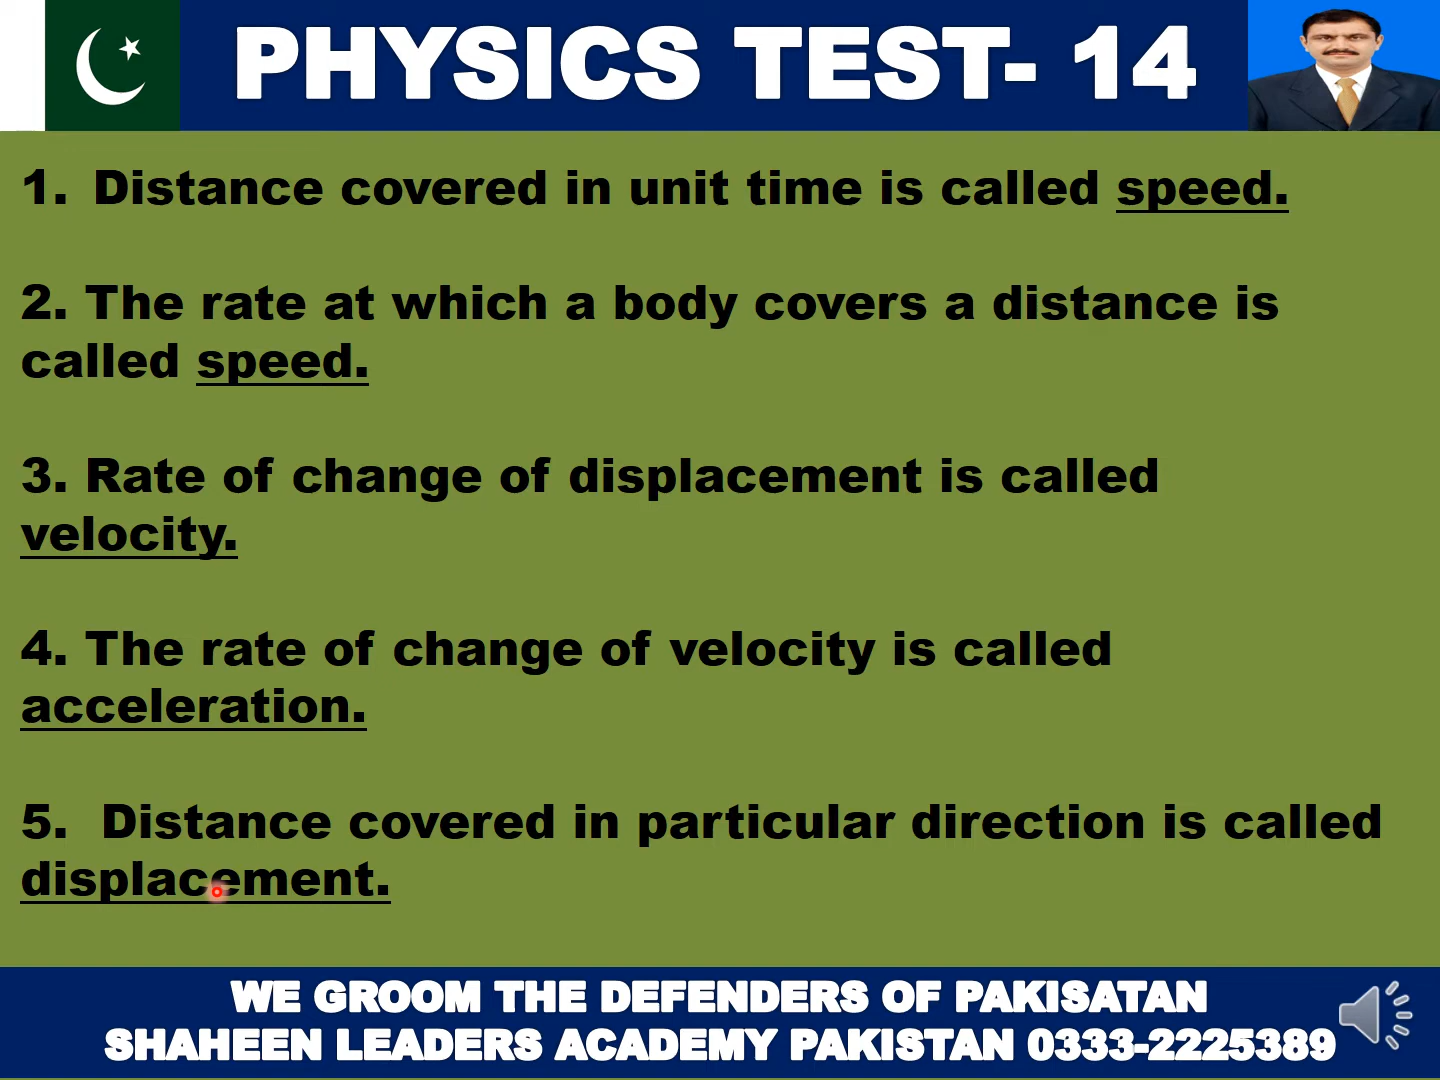 PHYSICS TEST- 14
1. Distance covered in unit time is called speed.
2. The rate at which a body covers a distance is
called speed.
3. Rate of change of displacement is called
velocity.
4. The rate of change of velocity is called
acceleration.
5. Distance covered in particular direction is called
displacement.
WE GROOM THE DEFENDERS OF PAKISATAN
SHAHEEN LEADERS ACADEMY PAKISTAN 0333-2225389